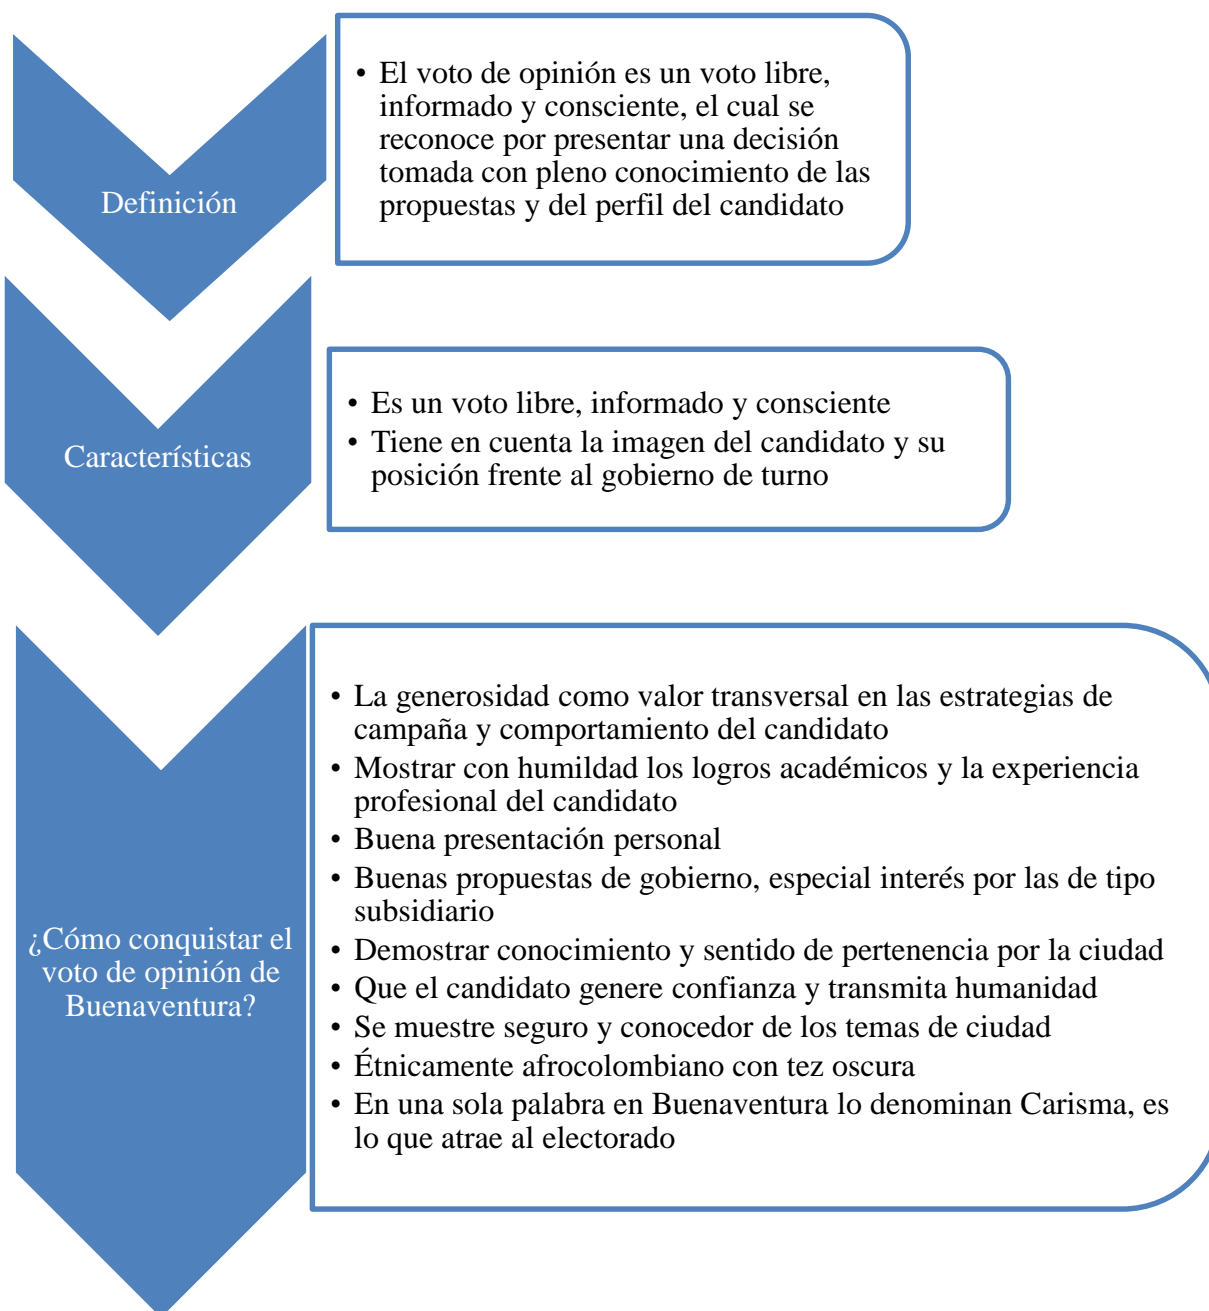 Definición
• El voto de opinión es un voto libre,
informado y consciente, el cual se
reconoce por presentar una decisión
tomada con pleno conocimiento de las
propuestas y del perfil del candidato
Características
• Es un voto libre, informado y consciente
• Tiene en cuenta la imagen del candidato y su
posición frente al gobierno de turno
¿Cómo conquistar el
voto de opinión de
Buenaventura?
• La generosidad como valor transversal en las estrategias de
campaña y comportamiento del candidato
• Mostrar con humildad los logros académicos y la experiencia
profesional del candidato
• Buena presentación personal
• Buenas propuestas de gobierno, especial interés por las de tipo
subsidiario
• Demostrar conocimiento y sentido de pertenencia por la ciudad
• Que el candidato genere confianza y transmita humanidad
• Se muestre seguro y conocedor de los temas de ciudad
• Étnicamente afrocolombiano con tez oscura
• En una sola palabra en Buenaventura lo denominan Carisma, es
lo que atrae al electorado